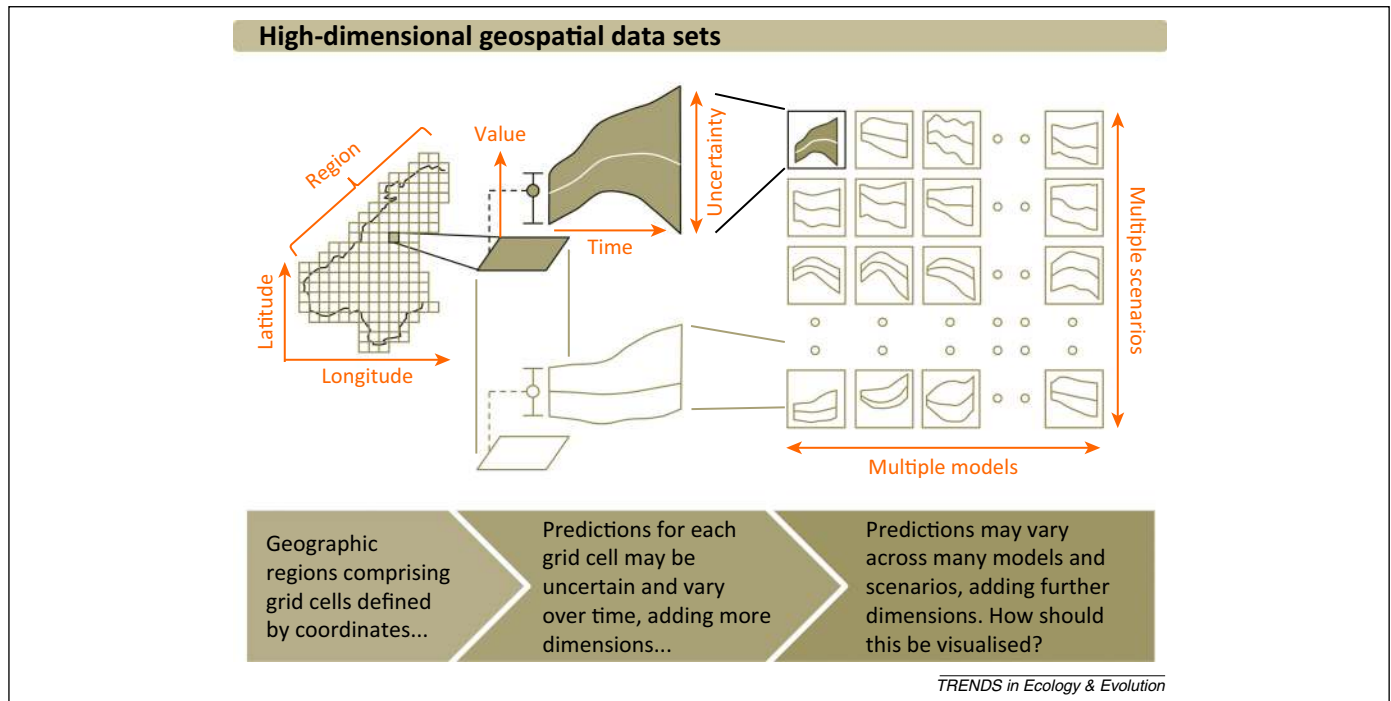 High-dimensional geospatial data sets
Region
Latitude
Longitude
Value
Time
Uncertainty
Multiple scenarios
Multiple models
Geographic
regions comprising
grid cells defined
by coordinates...
Predictions for each
grid cell may be
uncertain and vary
over time, adding more
dimensions...
Predictions may vary
across many models and
scenarios, adding further
dimensions. How should
this be visualised?
TRENDS in Ecology & Evolution